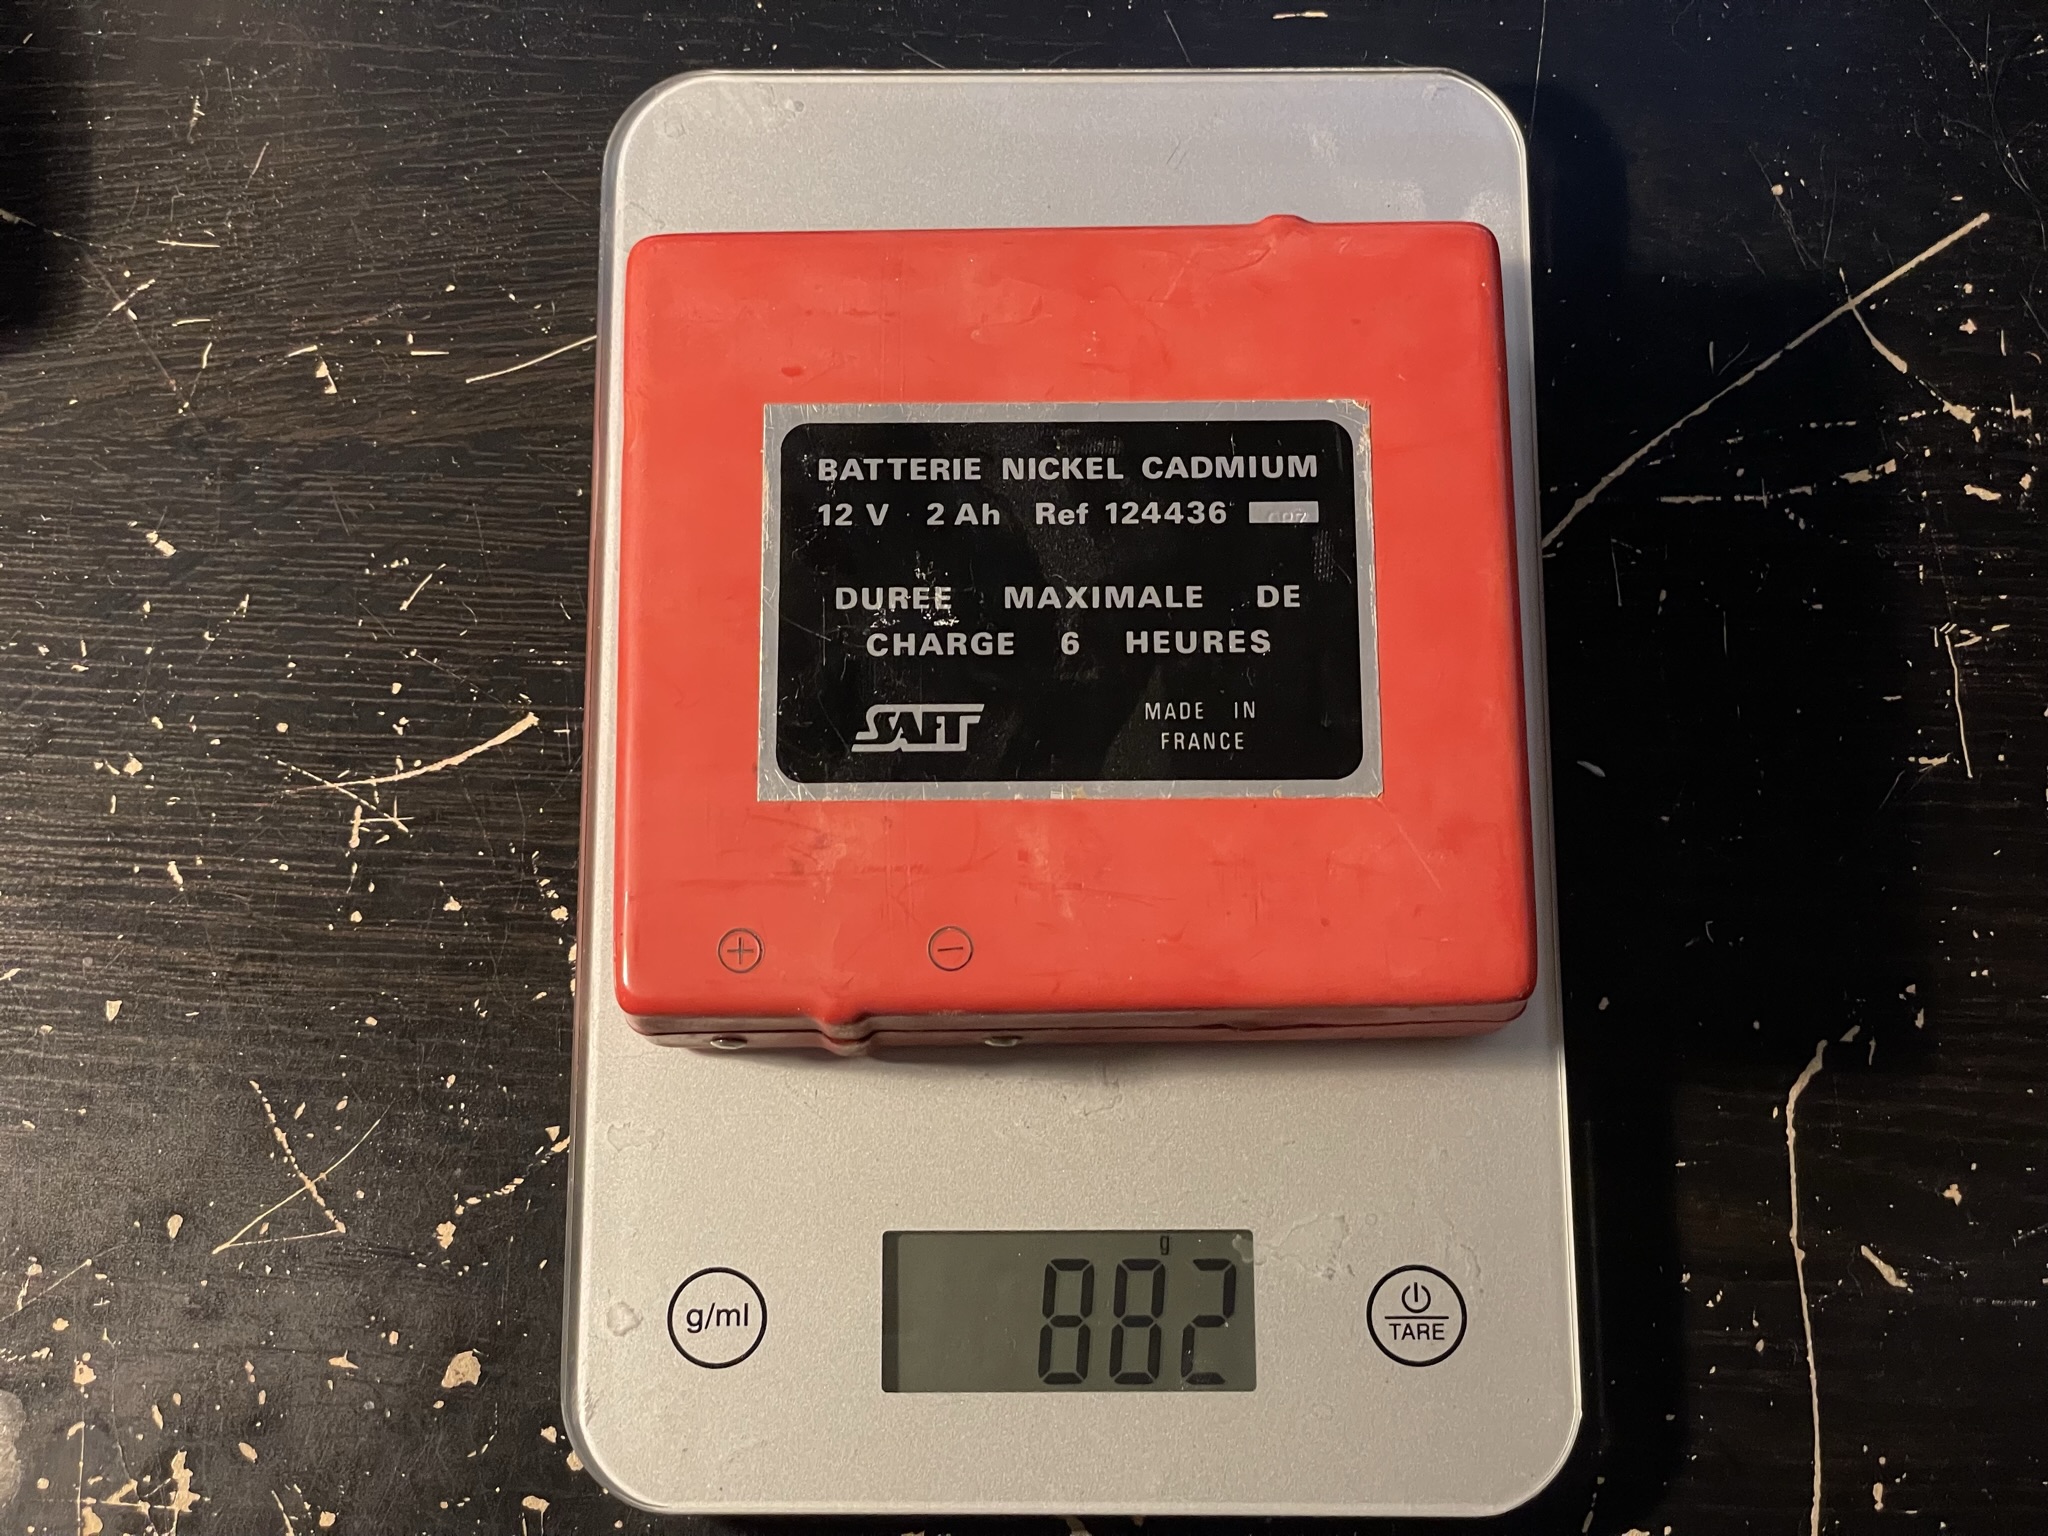 BATTERIE NICKEL CADMIUM
12 V 2 Ah Ref 124436
DUREE MAXIMALE DE
CHARGE 6 HEURES
SAFT
MADE IN
FRANCE
+ −
g
g/ml 882 TARE